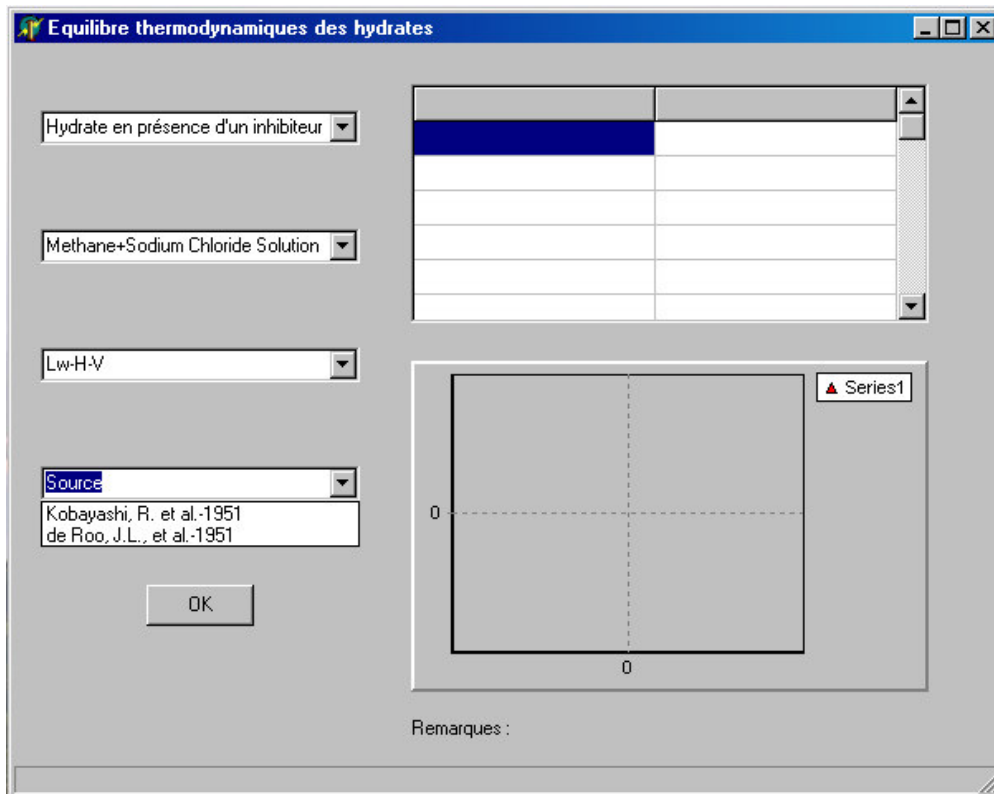 Equilibre thermodynamiques des hydrates
Hydrate en présence d'un inhibiteur
Methane+Sodium Chloride Solution
Lw-H-V
Source
Kobayashi, R. et al.-1951
de Roo, J.L., et al.-1951
OK
Series1
0
0
Remarques :